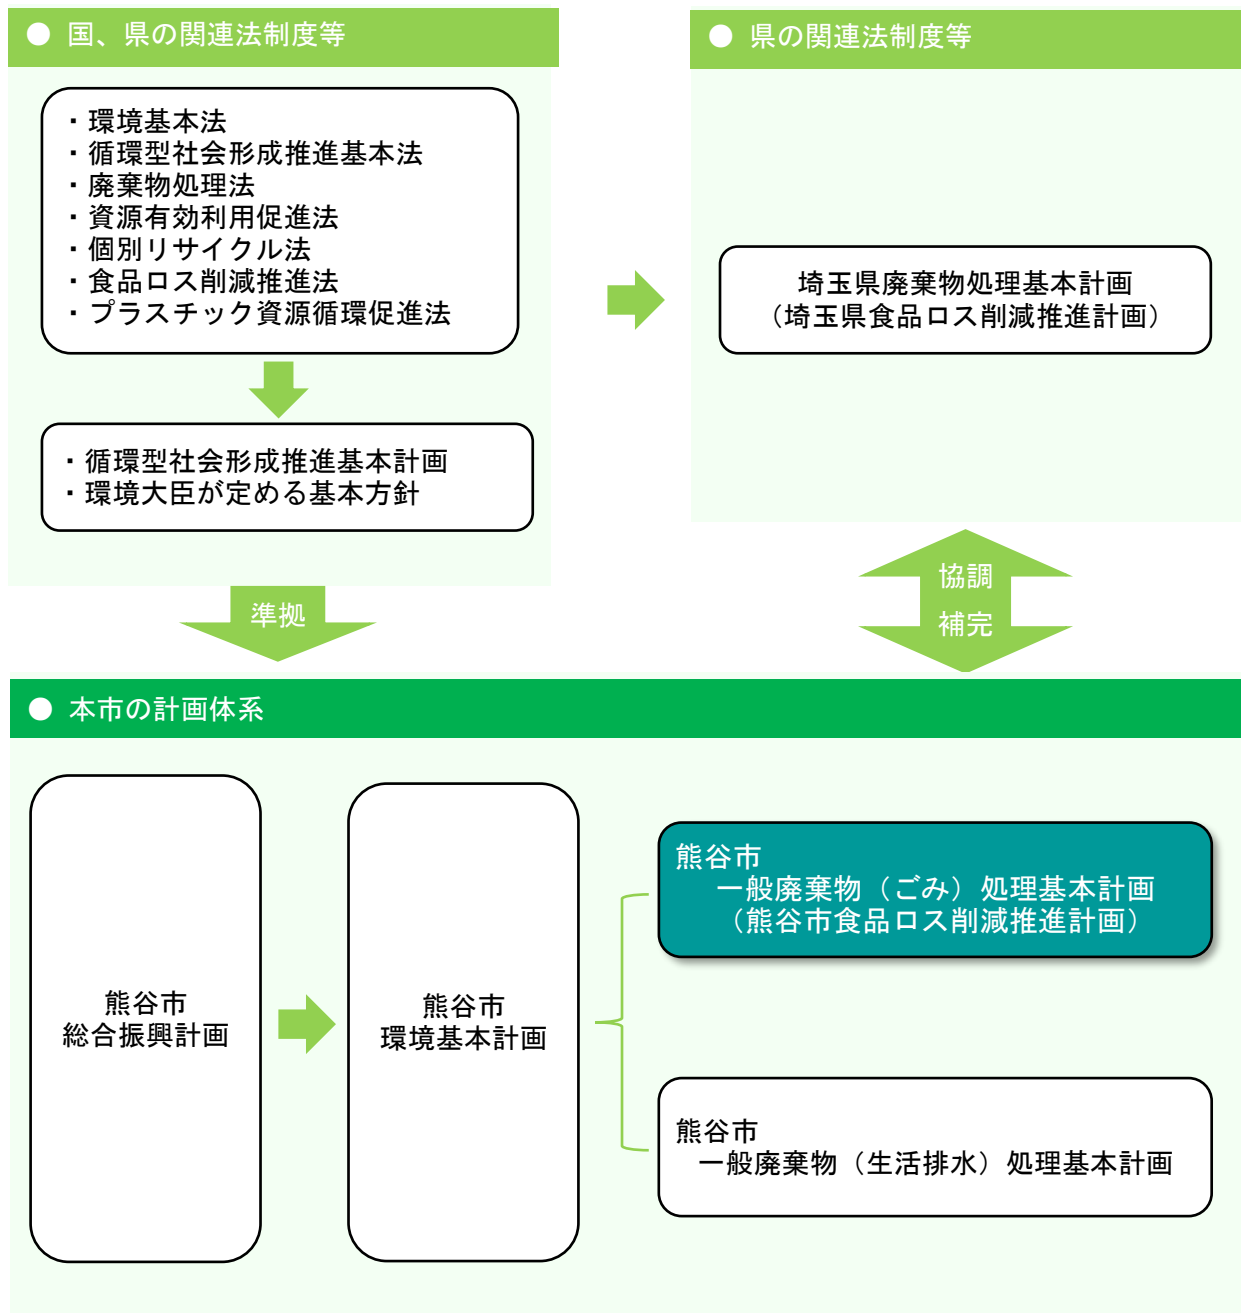 ● 国、県の関連法制度等
・環境基本法
・循環型社会形成推進基本法
・廃棄物処理法
・資源有効利用促進法
・個別リサイクル法
・食品ロス削減推進法
・プラスチック資源循環促進法
・循環型社会形成推進基本計画
・環境大臣が定める基本方針
● 県の関連法制度等
埼玉県廃棄物処理基本計画
（埼玉県食品ロス削減推進計画）
準拠
協調
補完
● 本市の計画体系
熊谷市
総合振興計画
熊谷市
環境基本計画
熊谷市
一般廃棄物（ごみ）処理基本計画
（熊谷市食品ロス削減推進計画）
熊谷市
一般廃棄物（生活排水）処理基本計画